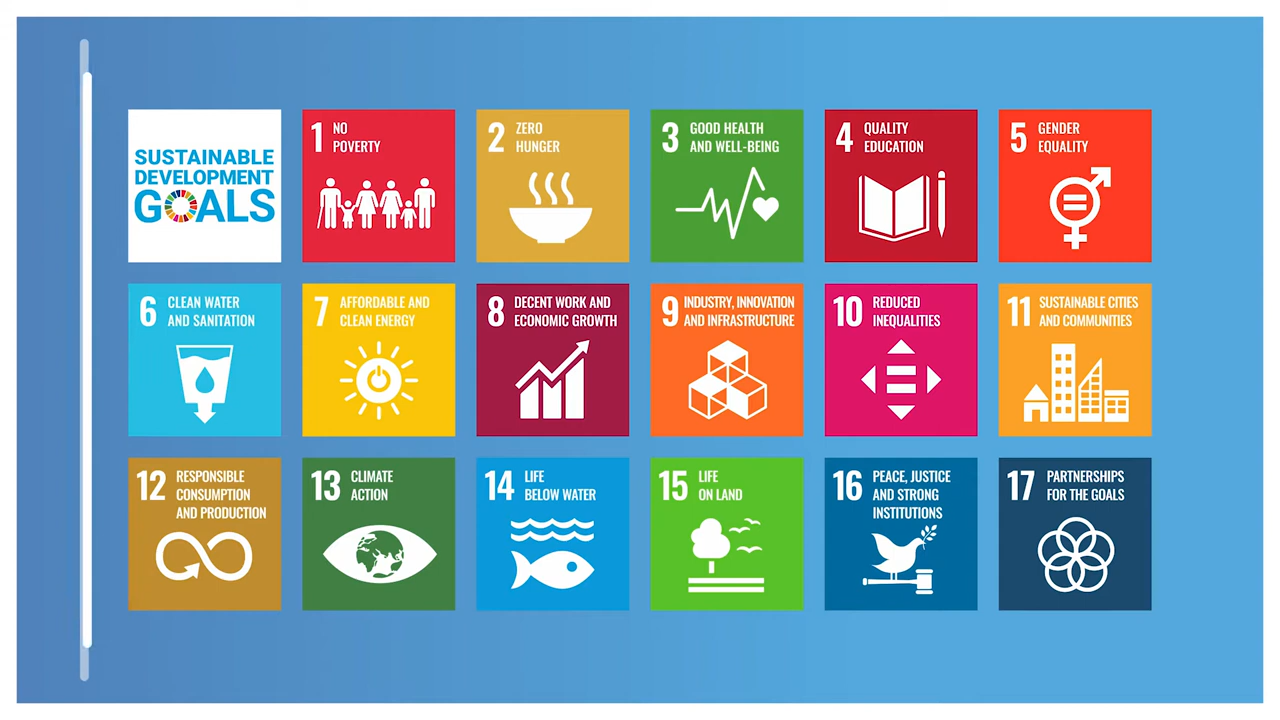 SUSTAINABLE
DEVELOPMENT
GOALS
1 NO
POVERTY
2 ZERO
HUNGER
3 GOOD HEALTH
AND WELL-BEING
4 QUALITY
EDUCATION
5 GENDER
EQUALITY
6 CLEAN WATER
AND SANITATION
7 AFFORDABLE AND
CLEAN ENERGY
8 DECENT WORK AND
ECONOMIC GROWTH
9 INDUSTRY, INNOVATION
AND INFRASTRUCTURE
10 REDUCED
INEQUALITIES
11 SUSTAINABLE CITIES
AND COMMUNITIES
12 RESPONSIBLE
CONSUMPTION
AND PRODUCTION
13 CLIMATE
ACTION
14 LIFE
BELOW WATER
15 LIFE
ON LAND
16 PEACE, JUSTICE
AND STRONG
INSTITUTIONS
17 PARTNERSHIPS
FOR THE GOALS